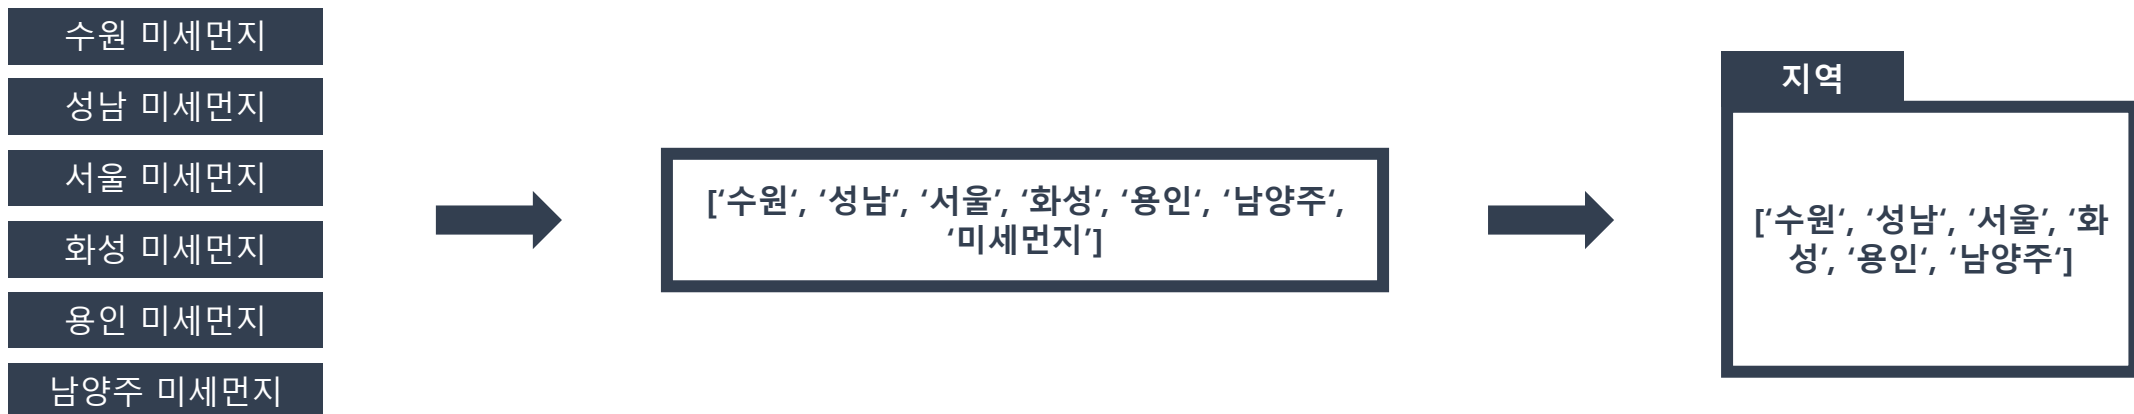 수원 미세먼지
성남 미세먼지
서울 미세먼지
화성 미세먼지
용인 미세먼지
남양주 미세먼지
[‘수원‘, ‘성남‘, ‘서울’, ‘화성’, ‘용인‘, ‘남양주‘,
‘미세먼지’]
지역
[‘수원‘, ‘성남‘, ‘서울’, ‘화
성’, ‘용인‘, ‘남양주‘]